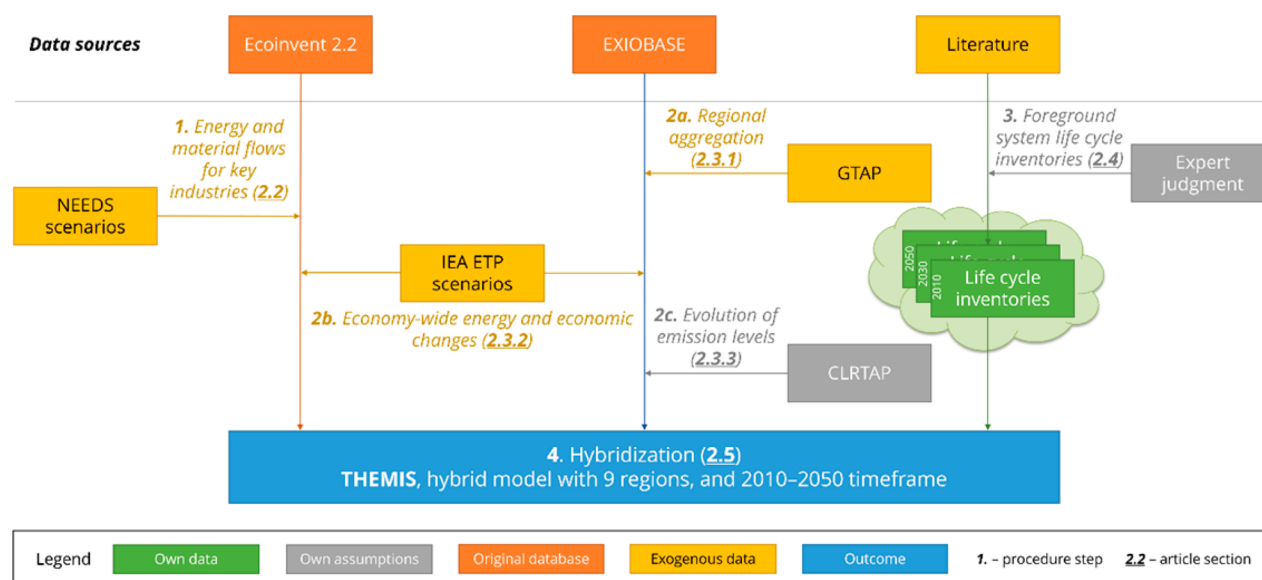 Data sources
Ecoinvent 2.2
EXIOBASE
Literature
1. Energy and
material flows
for key
industries (2.2)
2a. Regional
aggregation
(2.3.1)
3. Foreground
system life cycle
inventories (2.4)
NEEDS
scenarios
GTAP
Expert
judgment
IEA ETP
scenarios
2b. Economy-wide energy and economic
changes (2.3.2)
2c. Evolution of
emission levels
(2.3.3)
CLRTAP
2050
2030
2010
Life cycle
inventories
4. Hybridization (2.5)
THEMIS, hybrid model with 9 regions, and 2010–2050 timeframe
Legend
Own data
Own assumptions
Original database
Exogenous data
Outcome
1. – procedure step
2.2 – article section